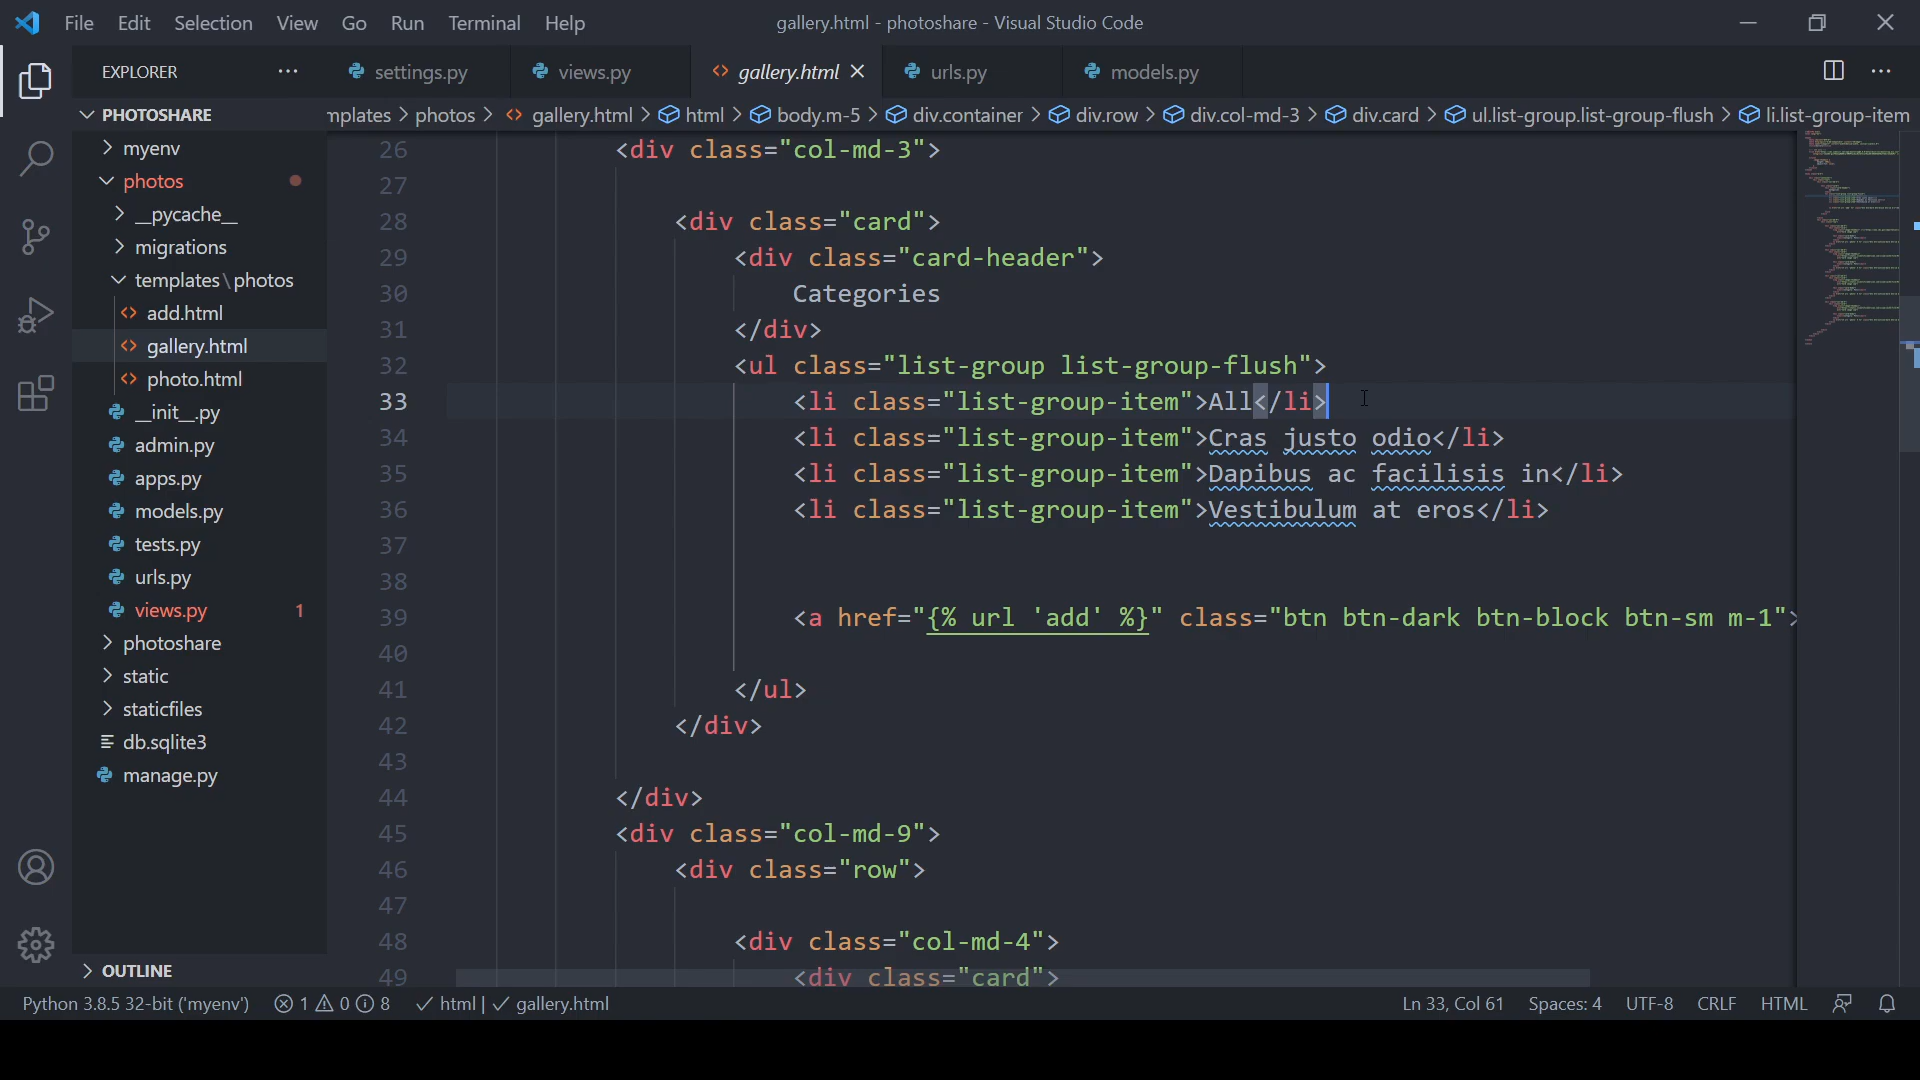 File Edit Selection View Go Run Terminal Help
gallery.html - photoshare - Visual Studio Code
EXPLORER ···
settings.py
views.py
gallery.html
urls.py
models.py
mplates > photos > gallery.html > html > body.m-5 > div.container > div.row > div.col-md-3 > div.card > ul.list-group.list-group-flush > li.list-group-item
PHOTOSHARE
myenv
photos
__pycache__
migrations
templates\photos
add.html
gallery.html
photo.html
__init__.py
admin.py
apps.py
models.py
tests.py
urls.py
views.py 1
photoshare
static
staticfiles
db.sqlite3
manage.py
OUTLINE
26 <div class="col-md-3">
27
28 <div class="card">
29 <div class="card-header">
30 Categories
31 </div>
32 <ul class="list-group list-group-flush">
33 <li class="list-group-item">All</li>
34 <li class="list-group-item">Cras justo odio</li>
35 <li class="list-group-item">Dapibus ac facilisis in</li>
36 <li class="list-group-item">Vestibulum at eros</li>
37
38
39 <a href="{% url 'add' %}" class="btn btn-dark btn-block btn-sm m-1">
40
41 </ul>
42 </div>
43
44 </div>
45 <div class="col-md-9">
46 <div class="row">
47
48 <div class="col-md-4">
49 <div class="card">
Python 3.8.5 32-bit ('myenv') 1 0 8 html | gallery.html
Ln 33, Col 61 Spaces: 4 UTF-8 CRLF HTML